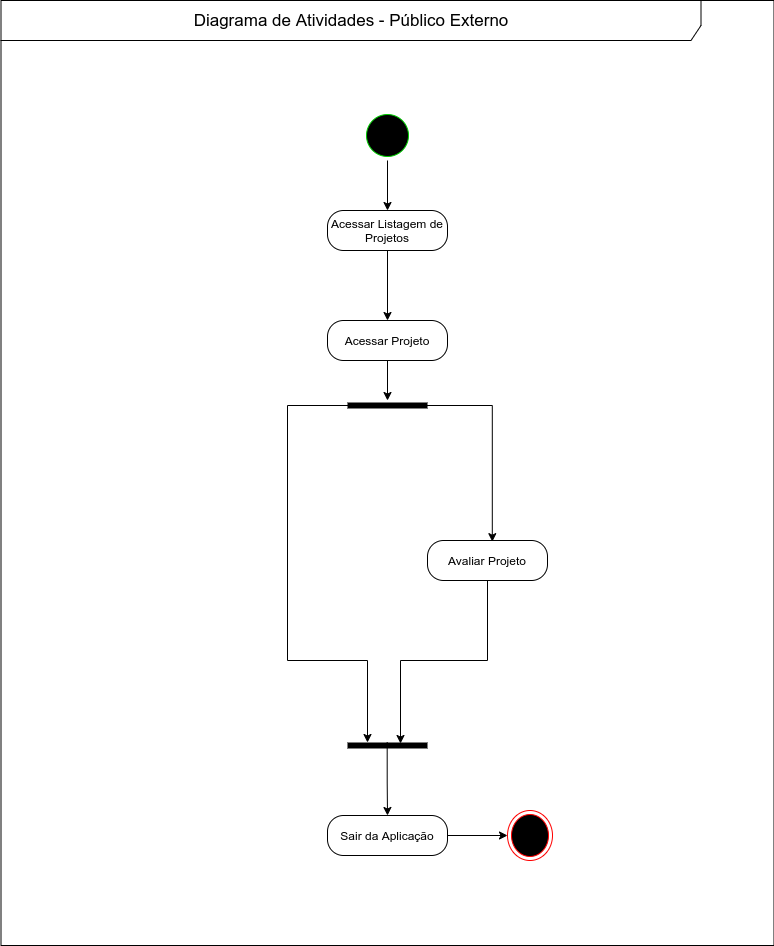 Diagrama de Atividades - Público Externo
Acessar Listagem de
Projetos
Acessar Projeto
Avaliar Projeto
Sair da Aplicação